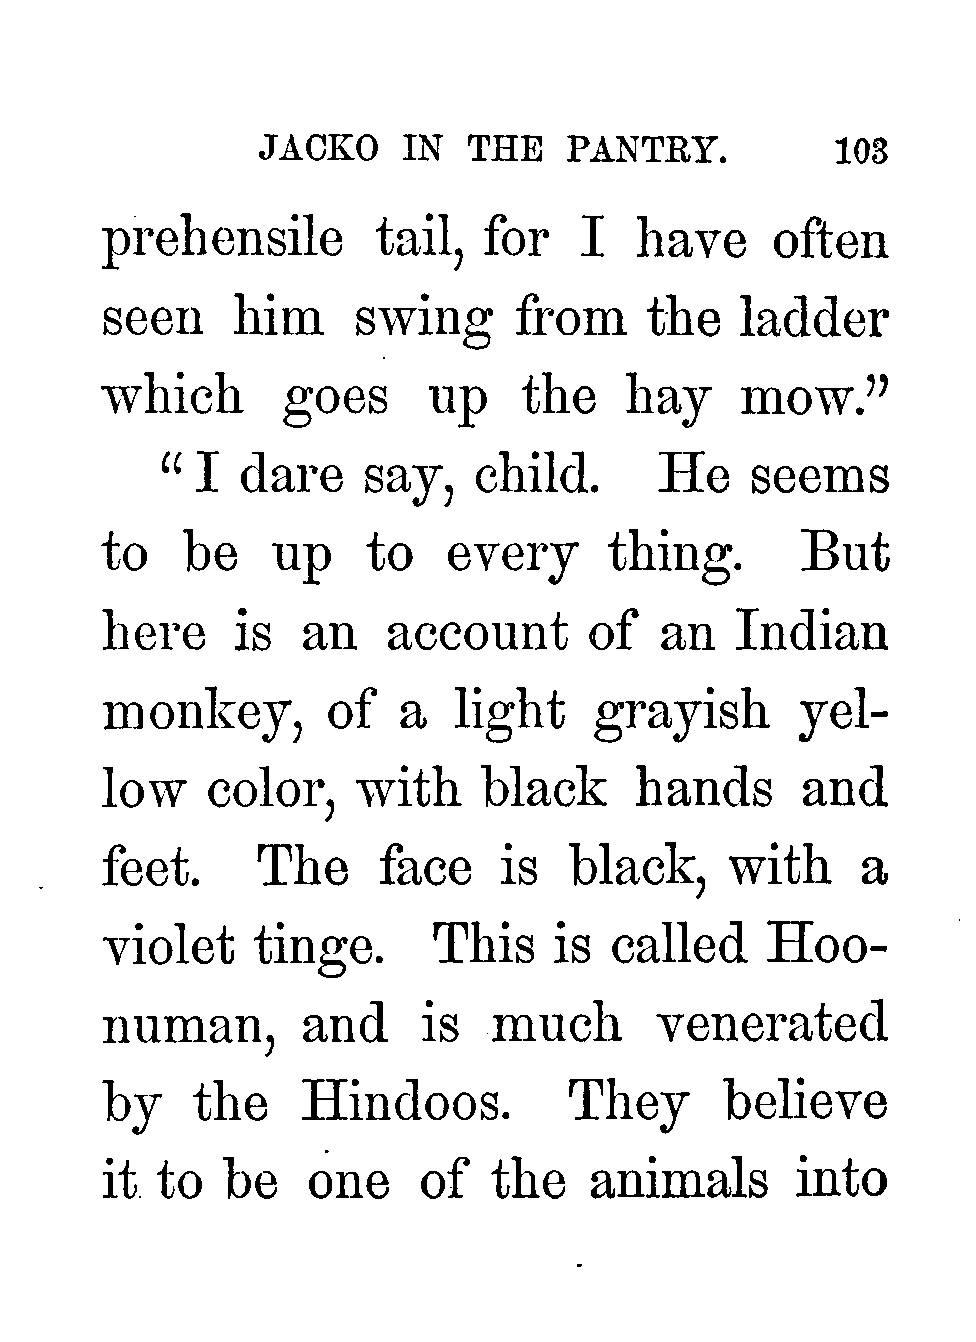 JACKO IN THE PANTRY. 103
prehensile tail, for I have often
seen him swing from the ladder
which goes up the hay mow."
"I dare say, child. He seems
to be up to every thing. But
here is an account of an Indian
monkey, of a light grayish yel-
low color, with black hands and
feet. The face is black, with a
violet tinge. This is called Hoo-
numan, and is much venerated
by the Hindoos. They believe
it to be one of the animals into